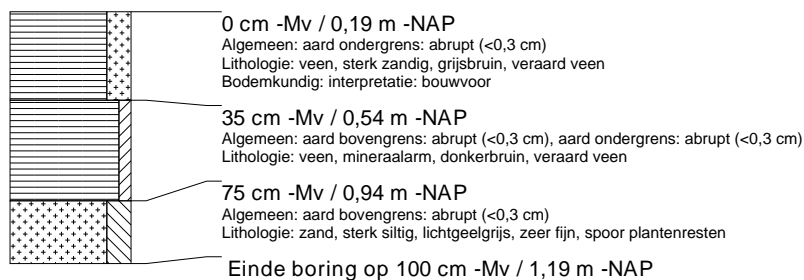 0 cm -Mv / 0,19 m -NAP
Algemeen: aard ondergrens: abrupt (<0,3 cm)
Lithologie: veen, sterk zandig, grijsbruin, veraard veen
Bodemkundig: interpretatie: bouwvoor
35 cm -Mv / 0,54 m -NAP
Algemeen: aard bovengrens: abrupt (<0,3 cm), aard ondergrens: abrupt (<0,3 cm)
Lithologie: veen, mineraalarm, donkerbruin, veraard veen
75 cm -Mv / 0,94 m -NAP
Algemeen: aard bovengrens: abrupt (<0,3 cm)
Lithologie: zand, sterk siltig, lichtgeelgrijs, zeer fijn, spoor plantenresten
Einde boring op 100 cm -Mv / 1,19 m -NAP